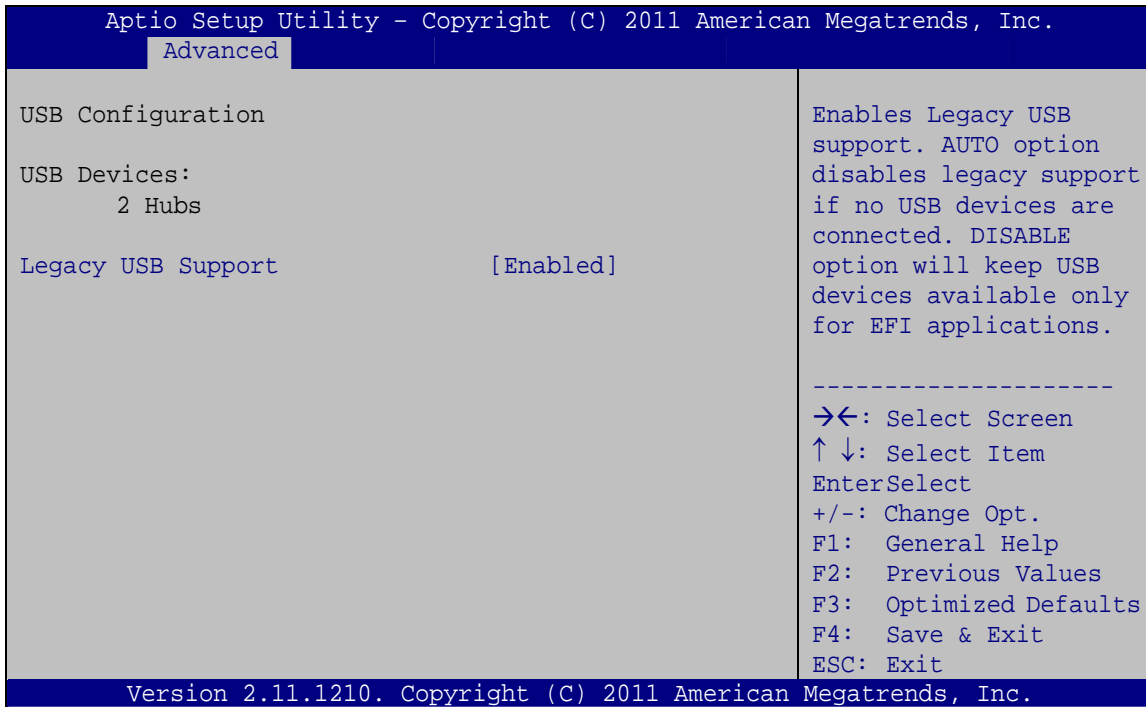 Aptio Setup Utility – Copyright (C) 2011 American Megatrends, Inc.
Advanced
USB Configuration
USB Devices:
2 Hubs
Legacy USB Support [Enabled]
Enables Legacy USB
support. AUTO option
disables legacy support
if no USB devices are
connected. DISABLE
option will keep USB
devices available only
for EFI applications.
---------------------
→←: Select Screen
↑ ↓: Select Item
EnterSelect
+/-: Change Opt.
F1: General Help
F2: Previous Values
F3: Optimized Defaults
F4: Save & Exit
ESC: Exit
Version 2.11.1210. Copyright (C) 2011 American Megatrends, Inc.